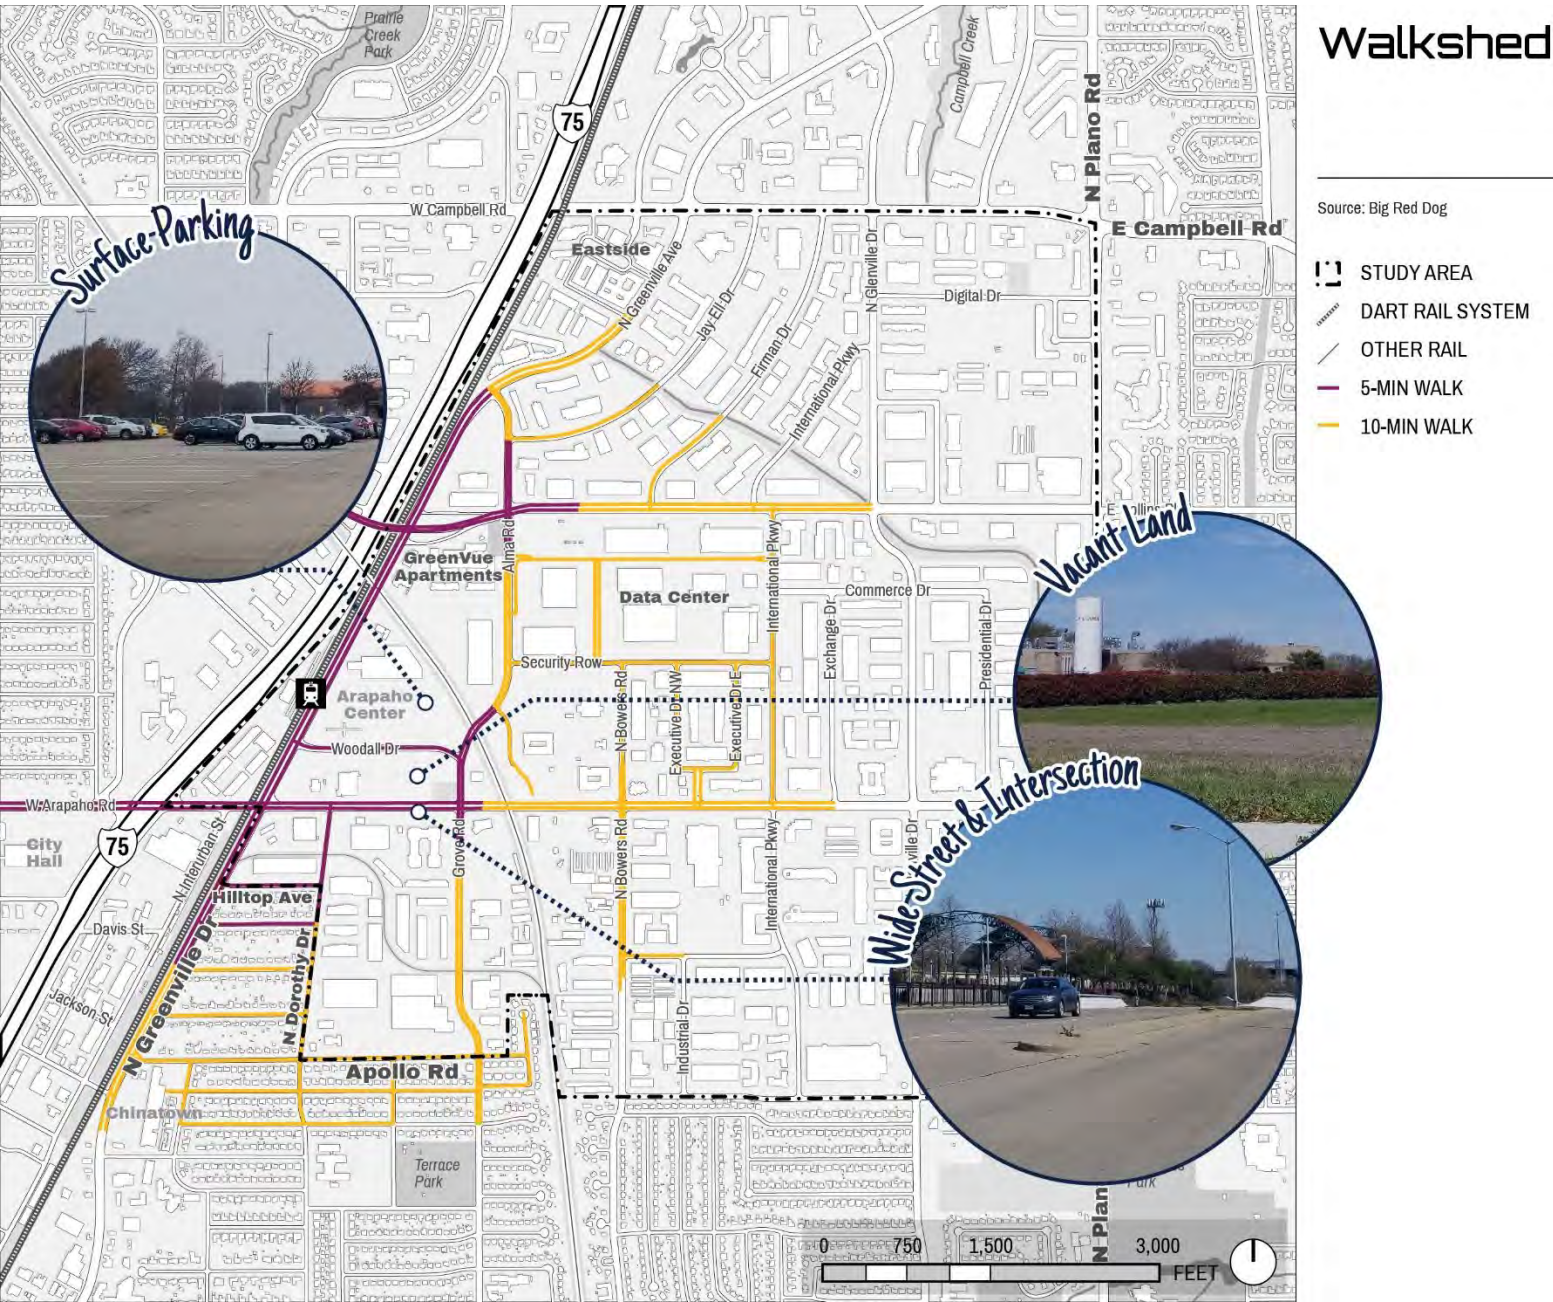 Walkshed
Source: Big Red Dog
STUDY AREA
DART RAIL SYSTEM
OTHER RAIL
5-MIN WALK
10-MIN WALK
Prairie
Creek
Park
75
Campbell Creek
N Plano Rd
W Campbell Rd
E Campbell Rd
Surface Parking
Eastside
N Greenville Ave
Jay Ell Dr
Firman Dr
International Pkwy
N Glenville Dr
Digital Dr
Vacant Land
GreenVue
Apartments
Alma Rd
Data Center
International Pkwy
Commerce Dr
Exchange Dr
Presidential Dr
Security Row
Arapaho
Center
N Bowers Rd
Executive Dr NW
Executive Dr E
Woodall Dr
Wide Street & Intersection
W Arapaho Rd
75
City
Hall
N Interurban St
Grove Rd
N Bowers Rd
International Pkwy
ville Dr
Hilltop Ave
Davis St
N Greenville Dr
N Dorothy Dr
Jackson St
Industrial Dr
Apollo Rd
Chinatown
Terrace
Park
Park
N Plan
0 750 1,500 3,000
FEET